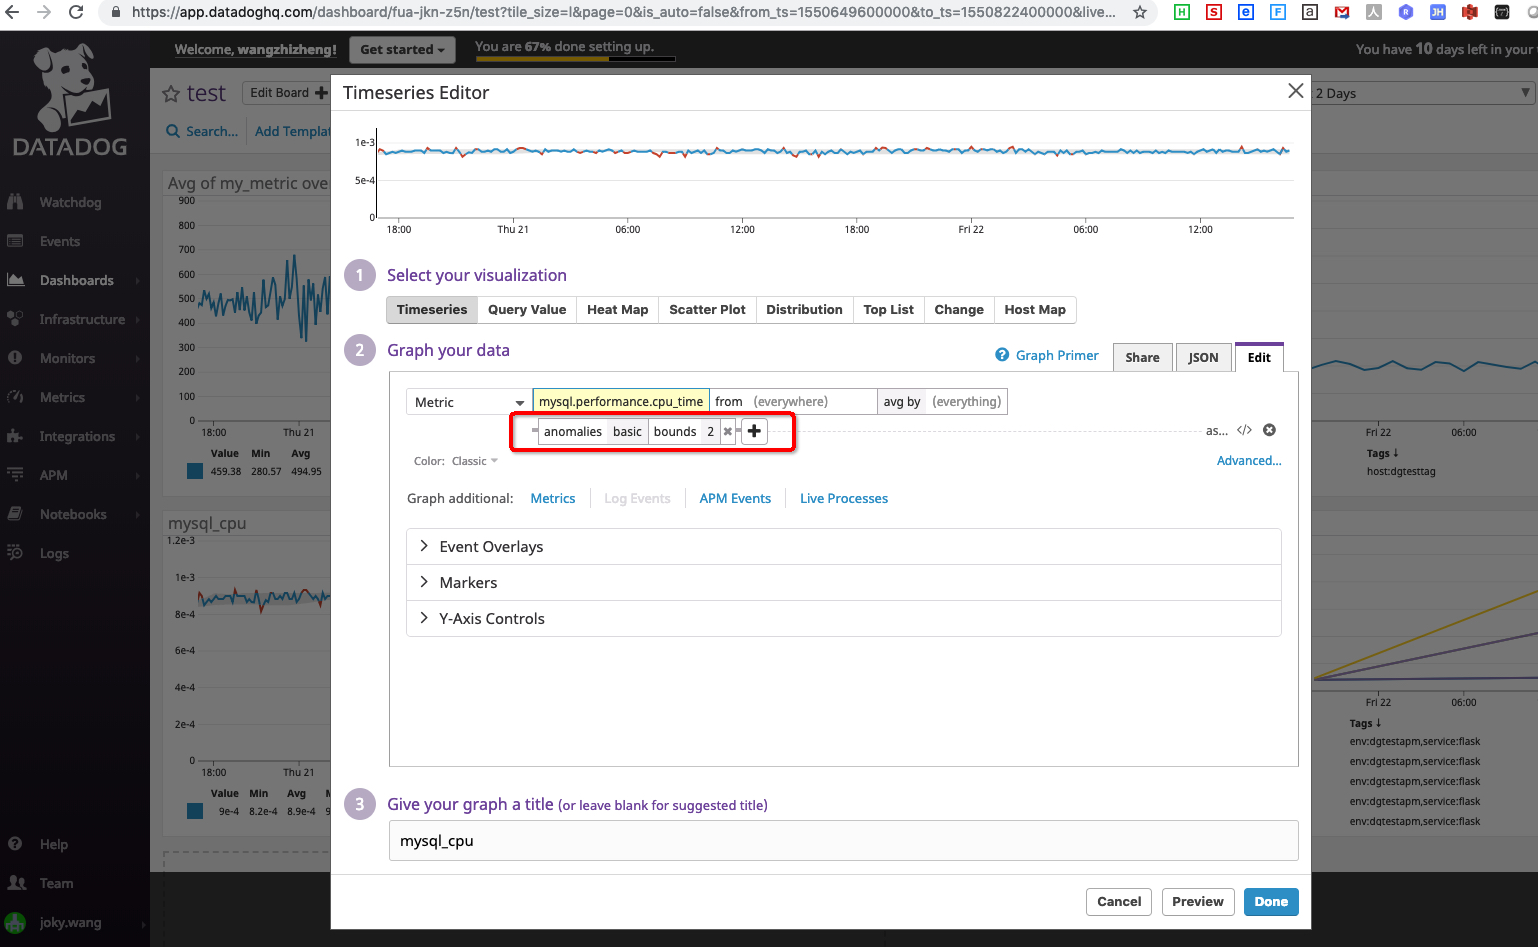 https://app.datadoghq.com/dashboard/fua-jkn-z5n/test?tile_size=l&page=0&is_auto=false&from_ts=1550649600000&to_ts=1550822400000&live...
DATADOG
Welcome, wangzhizheng!
Get started
You are 67% done setting up.
You have 10 days left in your
test
Edit Board
Search...
Add Templat
2 Days
Watchdog
Events
Dashboards
Infrastructure
Monitors
Metrics
Integrations
APM
Notebooks
Logs
Help
Team
joky.wang
Avg of my_metric ove
900
800
700
600
500
400
300
200
100
0
18:00
Thu 21
Value Min Avg
459.38 280.57 494.95
mysql_cpu
1.2e-3
1e-3
8e-4
6e-4
4e-4
2e-4
0
18:00
Thu 21
Value Min Avg
9e-4 8.2e-4 8.9e-4 9
Timeseries Editor
1e-3
5e-4
0
18:00
Thu 21
06:00
12:00
18:00
Fri 22
06:00
12:00
1
Select your visualization
Timeseries
Query Value
Heat Map
Scatter Plot
Distribution
Top List
Change
Host Map
2
Graph your data
? Graph Primer
Share
JSON
Edit
Metric
mysql.performance.cpu_time
from (everywhere)
avg by (everything)
anomalies basic bounds 2
as... </>
Color: Classic
Advanced...
Graph additional:
Metrics
Log Events
APM Events
Live Processes
Event Overlays
Markers
Y-Axis Controls
3
Give your graph a title (or leave blank for suggested title)
mysql_cpu
Cancel
Preview
Done
Fri 22
06:00
Tags ↓
host:dgtesttag
Fri 22
06:00
Tags ↓
env:dgtestapm,service:flask
env:dgtestapm,service:flask
env:dgtestapm,service:flask
env:dgtestapm,service:flask
env:dgtestapm,service:flask